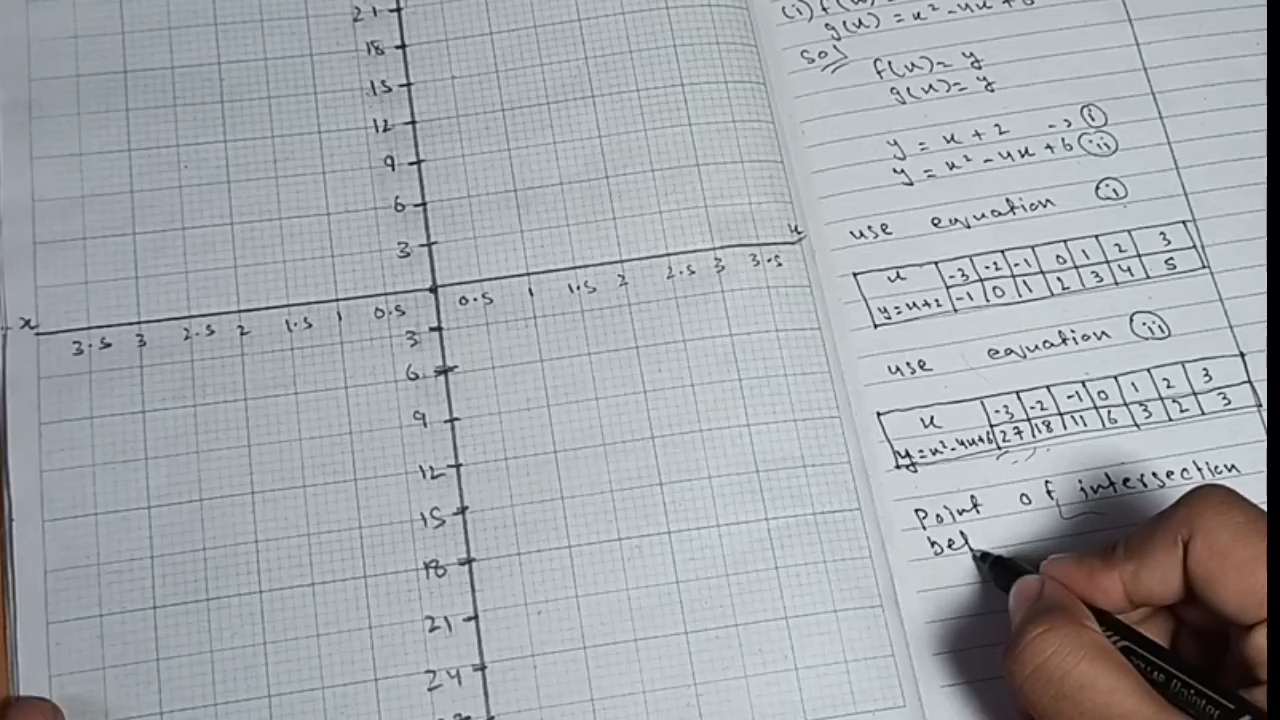 21
18
15
12
9
6
3
x
3.5 3 2.5 2 1.5 1 0.5
0.5 1 1.5 2 2.5 3 3.5
x
3
6
9
12
15
18
21
24
(i) f(x) =
g(x) = x² - 4x + 6
Sol
f(x) = y
g(x) = y
y = x + 2 → (i)
y = x² - 4x + 6 (ii)
use equation (i)
x -3 -2 -1 0 1 2 3
y = x+2 -1 0 1 2 3 4 5
use equation (ii)
x -3 -2 -1 0 1 2 3
y = x² - 4x + 6 27 18 11 6 3 2 3
Point of intersection
bet